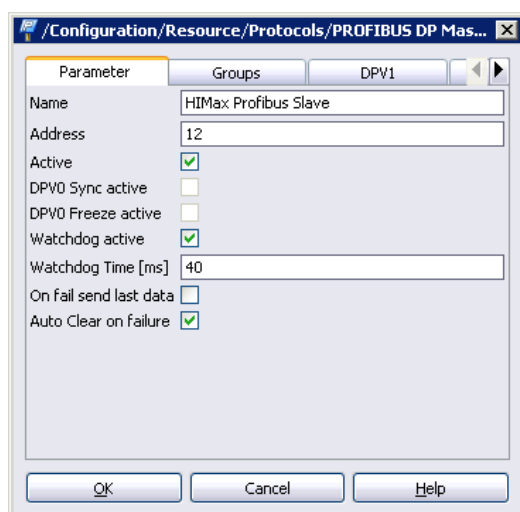 /Configuration/Resource/Protocols/PROFIBUS DP Mas...
Parameter Groups DPV1
Name HIMax Profibus Slave
Address 12
Active
DPV0 Sync active
DPV0 Freeze active
Watchdog active
Watchdog Time [ms] 40
On fail send last data
Auto Clear on failure
OK Cancel Help